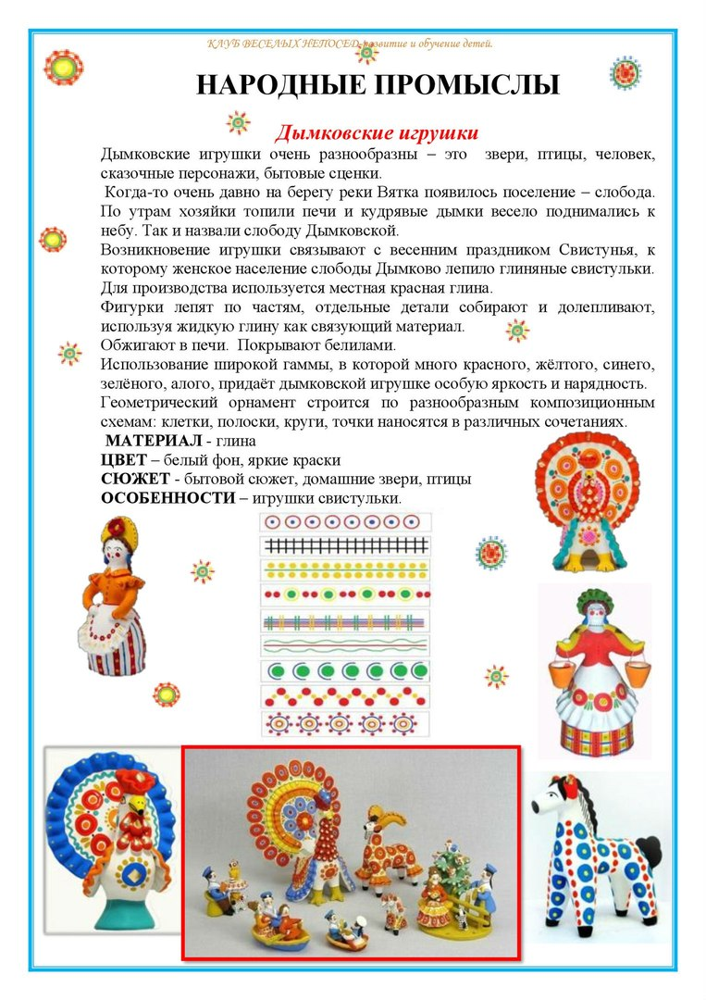 КЛУБ ВЕСЕЛЫХ НЕПОСЕД-развитие и обучение детей.
НАРОДНЫЕ ПРОМЫСЛЫ
Дымковские игрушки
Дымковские игрушки очень разнообразны – это звери, птицы, человек,
сказочные персонажи, бытовые сценки.
Когда-то очень давно на берегу реки Вятка появилось поселение – слобода.
По утрам хозяйки топили печи и кудрявые дымки весело поднимались к
небу. Так и назвали слободу Дымковской.
Возникновение игрушки связывают с весенним праздником Свистунья, к
которому женское население слободы Дымково лепило глиняные свистульки.
Для производства используется местная красная глина.
Фигурки лепят по частям, отдельные детали собирают и долепливают,
используя жидкую глину как связующий материал.
Обжигают в печи. Покрывают белилами.
Использование широкой гаммы, в которой много красного, жёлтого, синего,
зелёного, алого, придаёт дымковской игрушке особую яркость и нарядность.
Геометрический орнамент строится по разнообразным композиционным
схемам: клетки, полоски, круги, точки наносятся в различных сочетаниях.
МАТЕРИАЛ - глина
ЦВЕТ – белый фон, яркие краски
СЮЖЕТ - бытовой сюжет, домашние звери, птицы
ОСОБЕННОСТИ – игрушки свистульки.